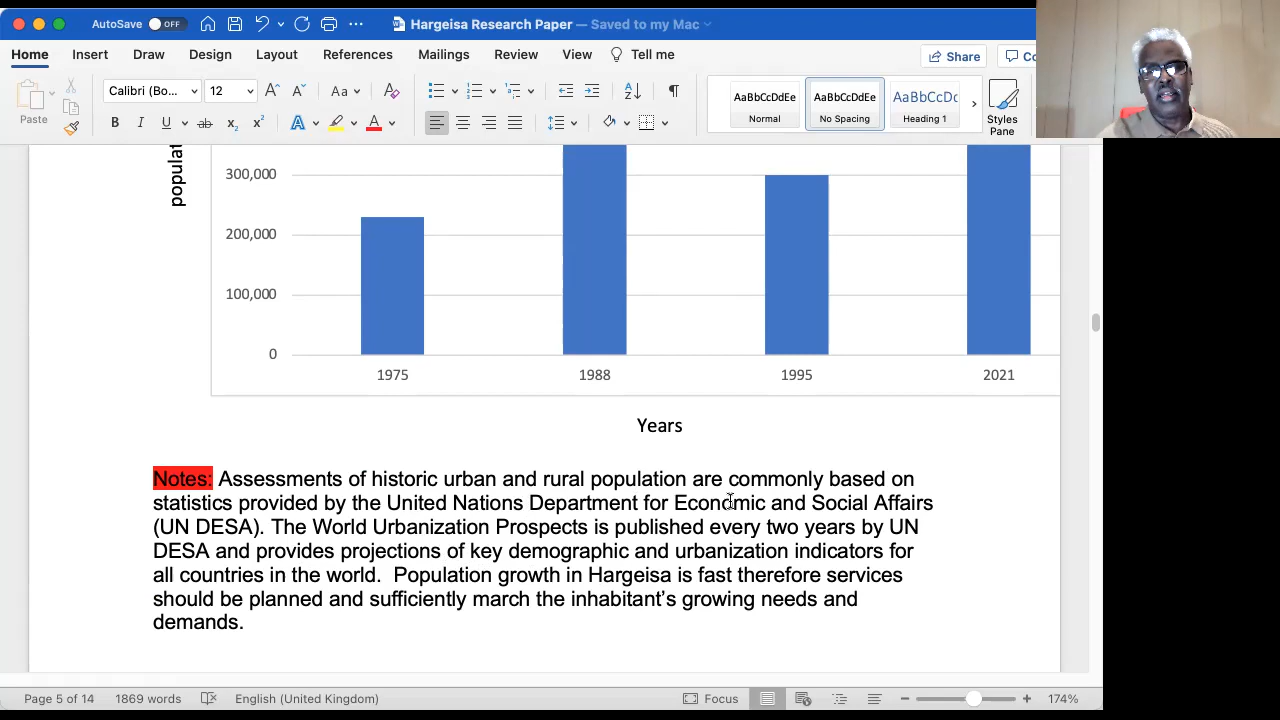 AutoSave OFF Hargeisa Research Paper — Saved to my Mac
Home Insert Draw Design Layout References Mailings Review View Tell me Share
Paste Calibri (Bo... 12 Aa AaBbCcDdEe AaBbCcDdEe AaBbCcDc
B I U ab x₂ x² A A Normal No Spacing Heading 1 Styles Pane
300,000
200,000
100,000
0
1975 1988 1995 2021
Years
Notes: Assessments of historic urban and rural population are commonly based on
statistics provided by the United Nations Department for Economic and Social Affairs
(UN DESA). The World Urbanization Prospects is published every two years by UN
DESA and provides projections of key demographic and urbanization indicators for
all countries in the world. Population growth in Hargeisa is fast therefore services
should be planned and sufficiently march the inhabitant's growing needs and
demands.
Page 5 of 14 1869 words English (United Kingdom) Focus 174%